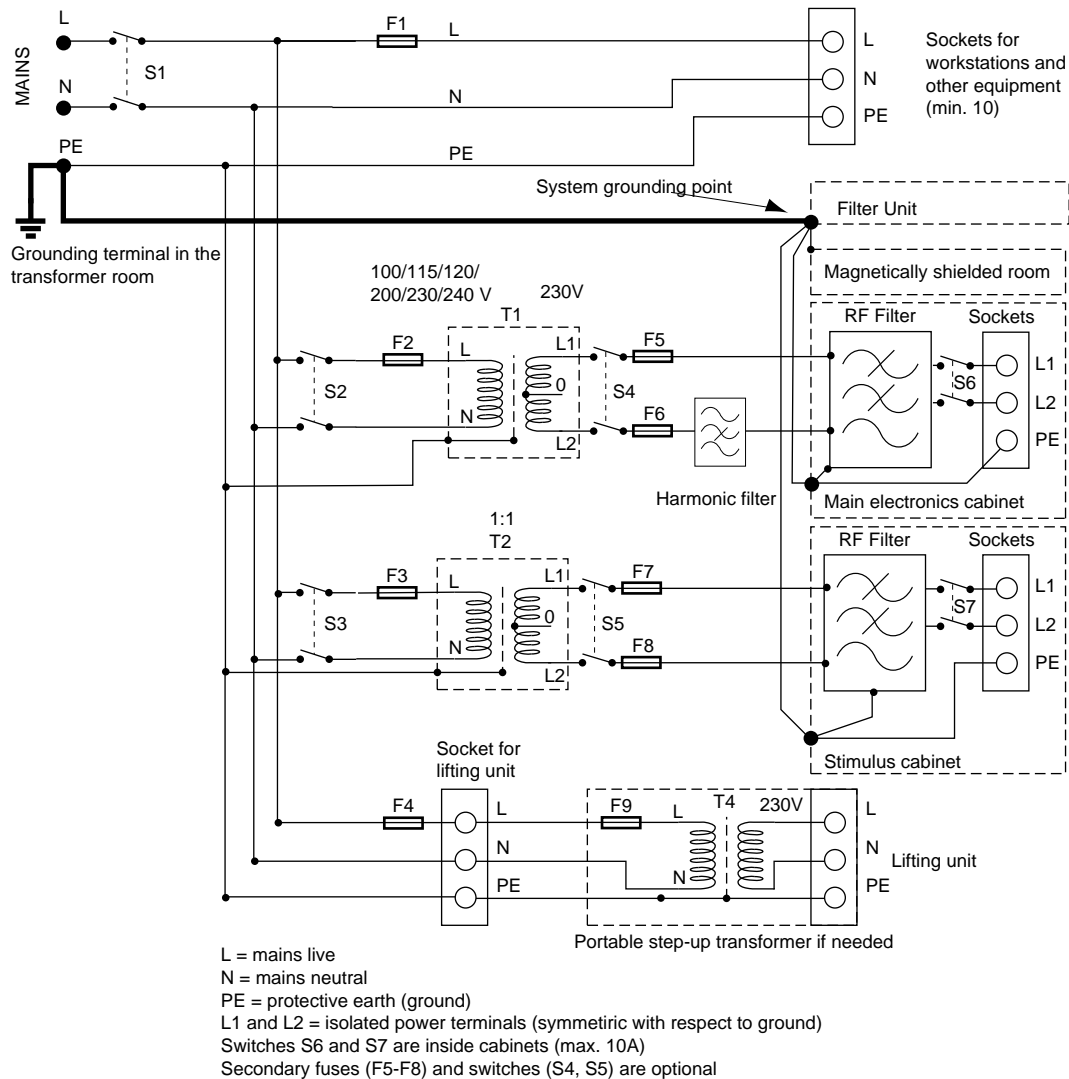 L
F1
L
L
Sockets for
workstations and
other equipment
(min. 10)
MAINS
S1
N
N
N
PE
PE
PE
System grounding point
Filter Unit
Grounding terminal in the
transformer room
Magnetically shielded room
100/115/120/
200/230/240 V
230V
T1
RF Filter
Sockets
F2
L
L1
F5
L1
S2
0
S4
S6
L2
N
L2
F6
PE
Harmonic filter
Main electronics cabinet
1:1
T2
RF Filter
Sockets
F3
L
L1
F7
L1
S3
0
S5
S7
L2
N
L2
F8
PE
Stimulus cabinet
Socket for
lifting unit
F4
L
F9
L
T4
230V
L
N
N
N
Lifting unit
PE
PE
Portable step-up transformer if needed
L = mains live
N = mains neutral
PE = protective earth (ground)
L1 and L2 = isolated power terminals (symmetiric with respect to ground)
Switches S6 and S7 are inside cabinets (max. 10A)
Secondary fuses (F5-F8) and switches (S4, S5) are optional